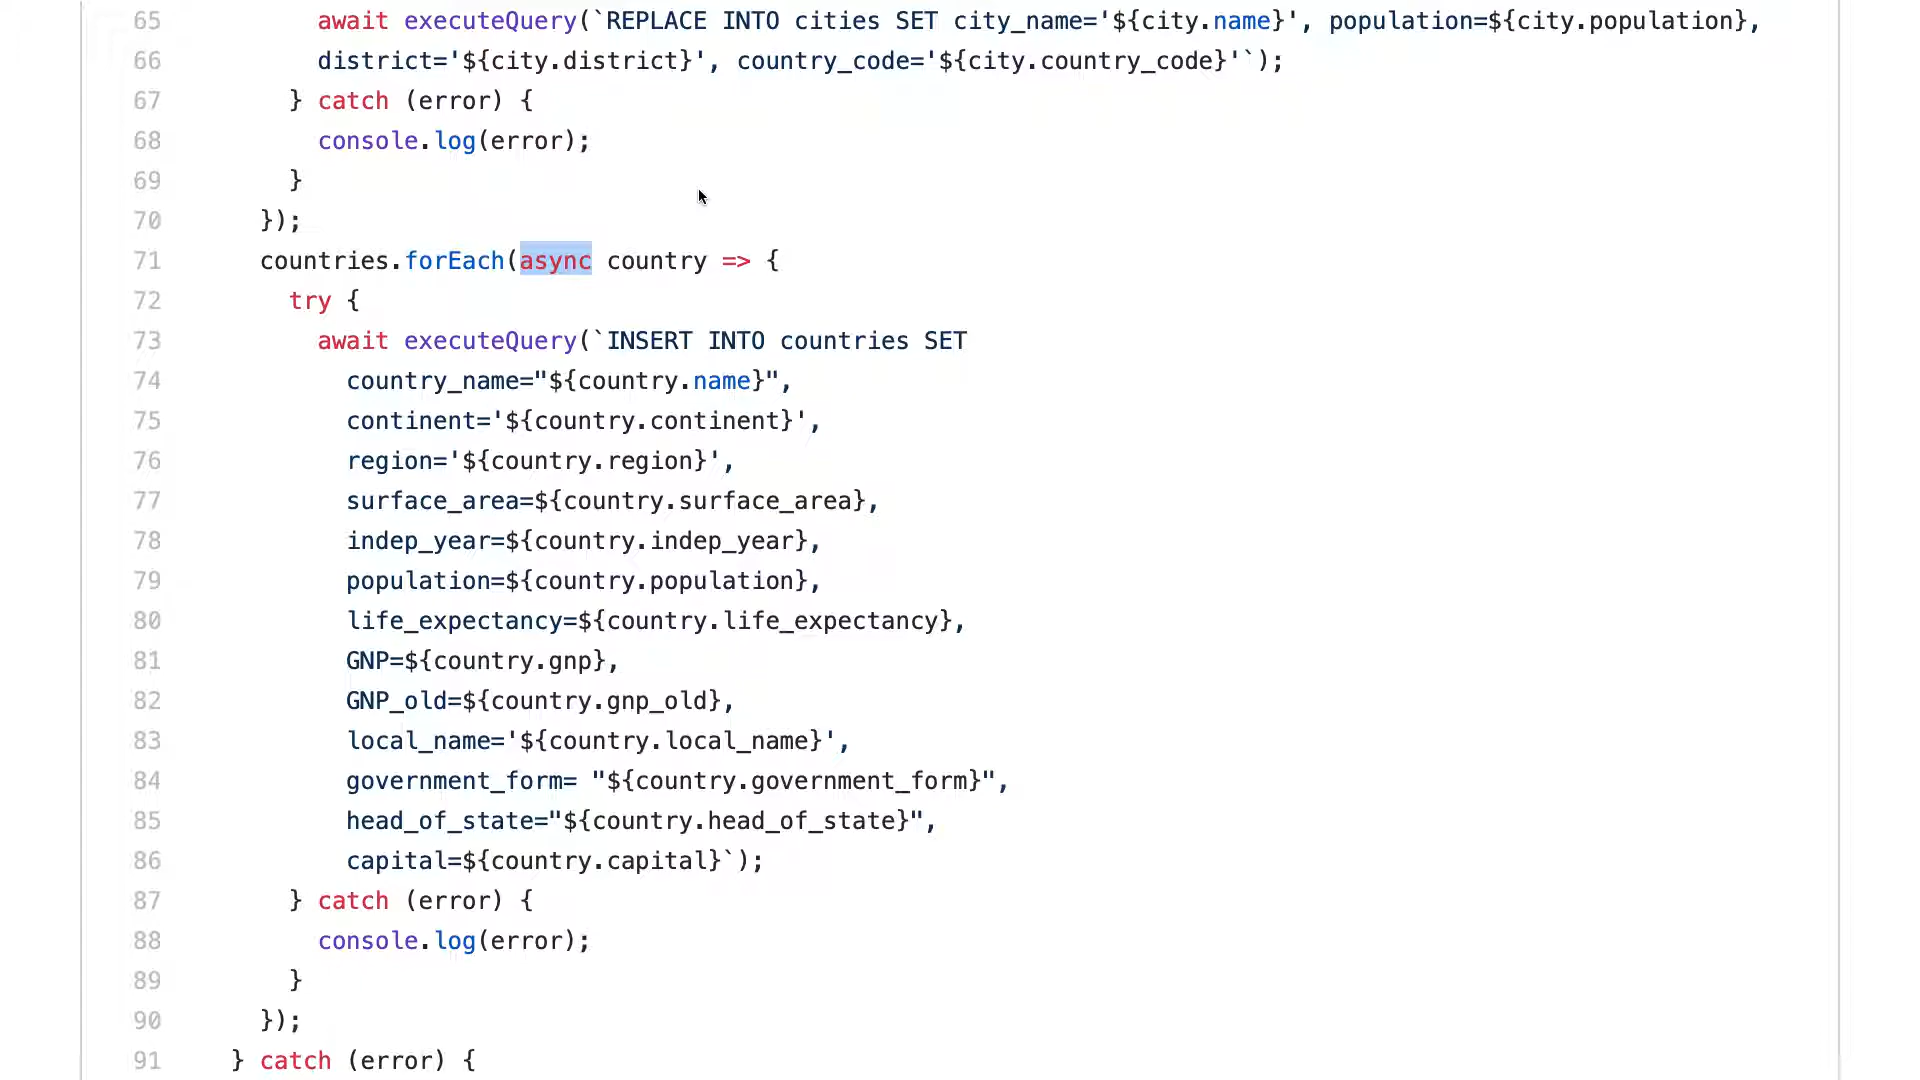 65 await executeQuery(`REPLACE INTO cities SET city_name='${city.name}', population=${city.population},
66 district='${city.district}', country_code='${city.country_code}'`);
67 } catch (error) {
68 console.log(error);
69 }
70 });
71 countries.forEach(async country => {
72 try {
73 await executeQuery(`INSERT INTO countries SET
74 country_name="${country.name}",
75 continent='${country.continent}',
76 region='${country.region}',
77 surface_area=${country.surface_area},
78 indep_year=${country.indep_year},
79 population=${country.population},
80 life_expectancy=${country.life_expectancy},
81 GNP=${country.gnp},
82 GNP_old=${country.gnp_old},
83 local_name='${country.local_name}',
84 government_form= "${country.government_form}",
85 head_of_state="${country.head_of_state}",
86 capital=${country.capital}`);
87 } catch (error) {
88 console.log(error);
89 }
90 });
91 } catch (error) {